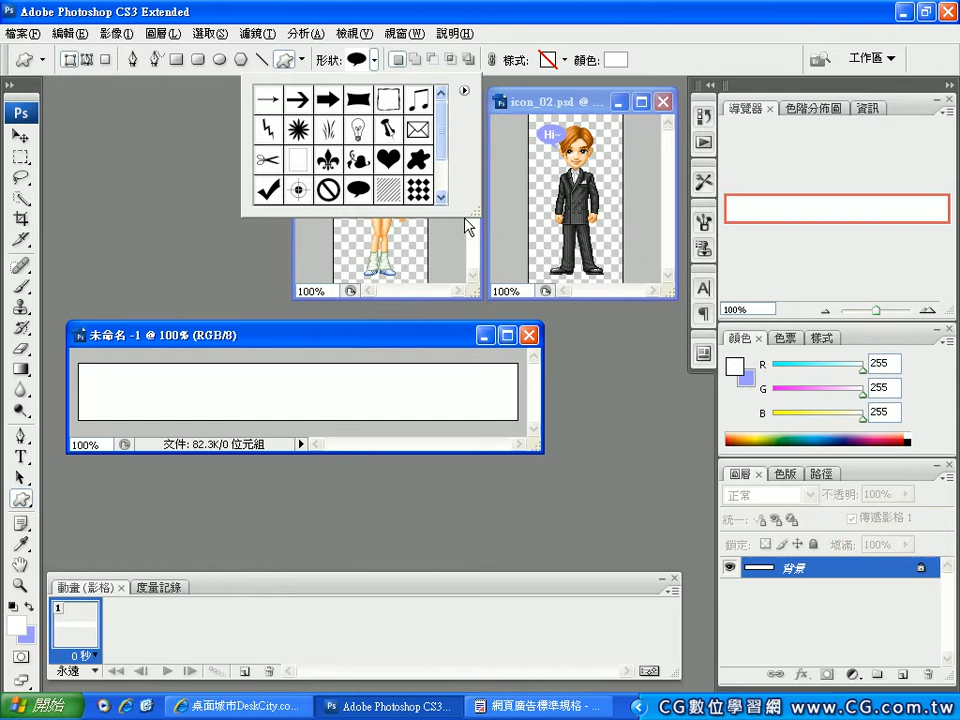 Ps Adobe Photoshop CS3 Extended
檔案(F) 編輯(E) 影像(I) 圖層(L) 選取(S) 濾鏡(T) 分析(A) 檢視(V) 視窗(W) 說明(H)
形狀: 樣式: 顏色: 工作區
icon_02.psd @ ...
Hi~
100%
100%
未命名 -1 @ 100% (RGB/8)
100% 文件: 82.3K/0 位元組
Ps
導覽器 色階分佈圖 資訊
100%
顏色 色票 樣式
R 255
G 255
B 255
圖層 色版 路徑
正常 不透明: 100%
統一: 傳遞影格 1
鎖定: 填滿: 100%
背景
動畫 (影格) 度量記錄
1
0 秒
永遠
開始 桌面城市DeskCity.co... Adobe Photoshop CS3... 網頁廣告標準規格 - ... CG數位學習網 www.CG.com.tw